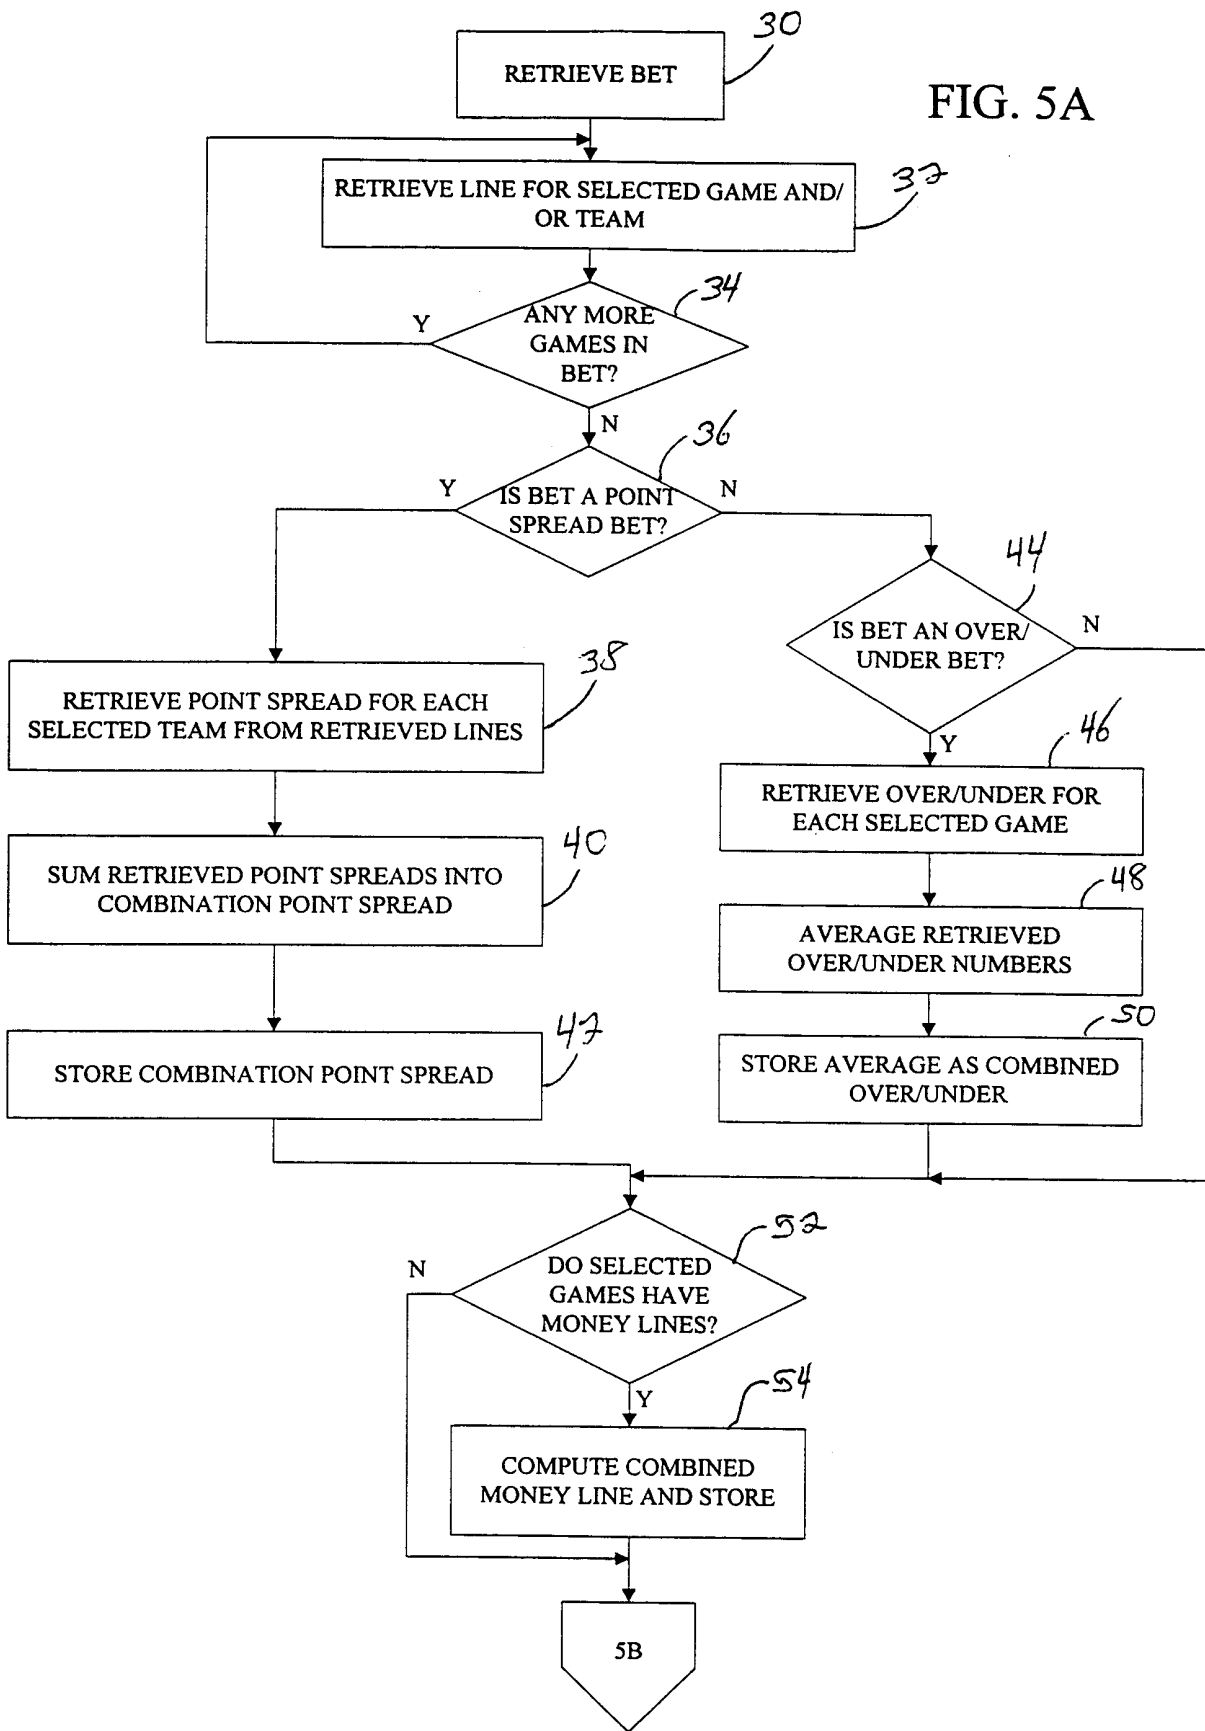 30
RETRIEVE BET
FIG. 5A
32
RETRIEVE LINE FOR SELECTED GAME AND/
OR TEAM
34
ANY MORE
GAMES IN
BET?
Y
N
36
IS BET A POINT
SPREAD BET?
Y
N
44
IS BET AN OVER/
UNDER BET?
N
Y
38
RETRIEVE POINT SPREAD FOR EACH
SELECTED TEAM FROM RETRIEVED LINES
46
RETRIEVE OVER/UNDER FOR
EACH SELECTED GAME
40
SUM RETRIEVED POINT SPREADS INTO
COMBINATION POINT SPREAD
48
AVERAGE RETRIEVED
OVER/UNDER NUMBERS
42
STORE COMBINATION POINT SPREAD
50
STORE AVERAGE AS COMBINED
OVER/UNDER
52
DO SELECTED
GAMES HAVE
MONEY LINES?
N
Y
54
COMPUTE COMBINED
MONEY LINE AND STORE
5B